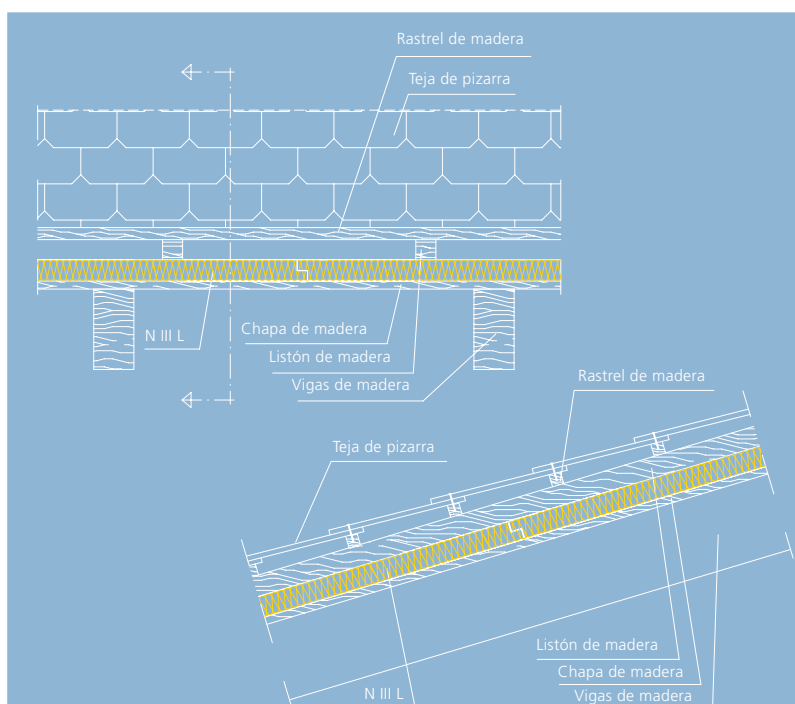 Rastrel de madera
Teja de pizarra
N III L
Chapa de madera
Listón de madera
Vigas de madera
Rastrel de madera
Teja de pizarra
Listón de madera
Chapa de madera
Vigas de madera
N III L